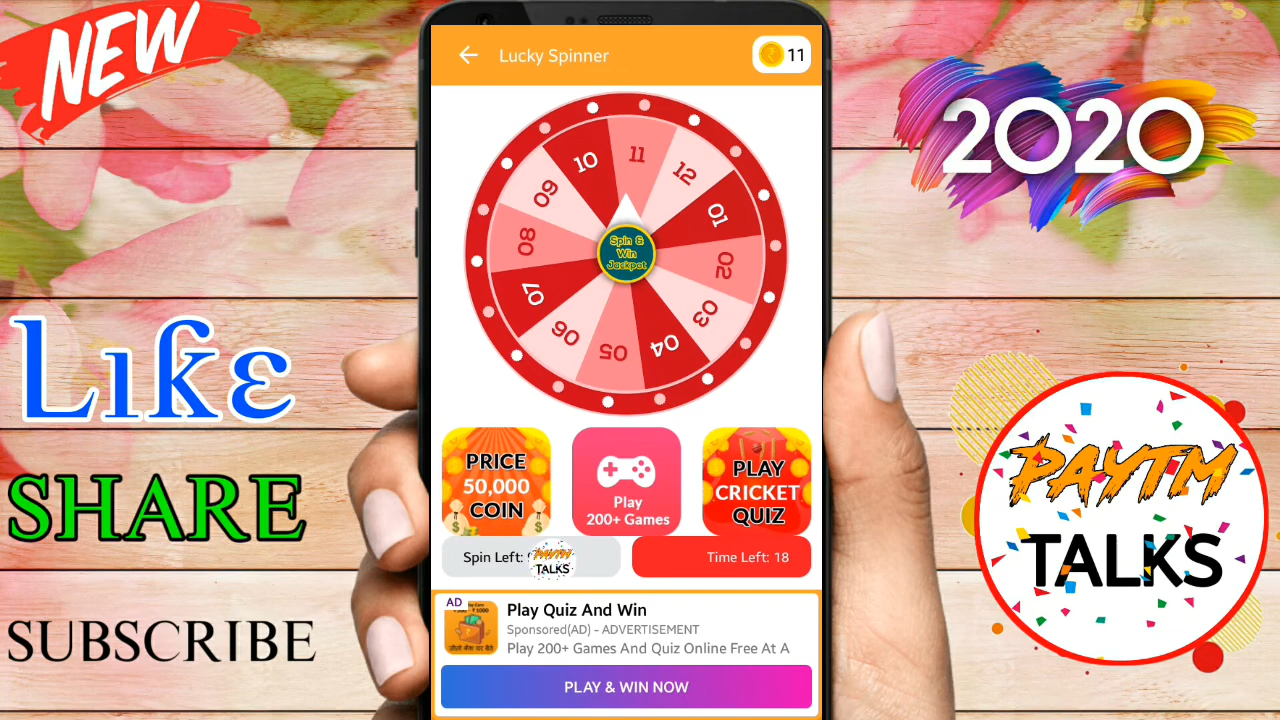 NEW
Lucky Spinner
11
2020
10
11
12
01
02
03
04
05
06
07
08
09
Spin &
Win
Jackpot
Like
SHARE
SUBSCRIBE
PRICE
50,000
COIN
Play
200+ Games
PLAY
CRICKET
QUIZ
Spin Left:
PAYTM
TALKS
Time Left: 18
AD
Play Quiz And Win
Sponsored(AD) - ADVERTISEMENT
Play 200+ Games And Quiz Online Free At A
PLAY & WIN NOW
PAYTM
TALKS